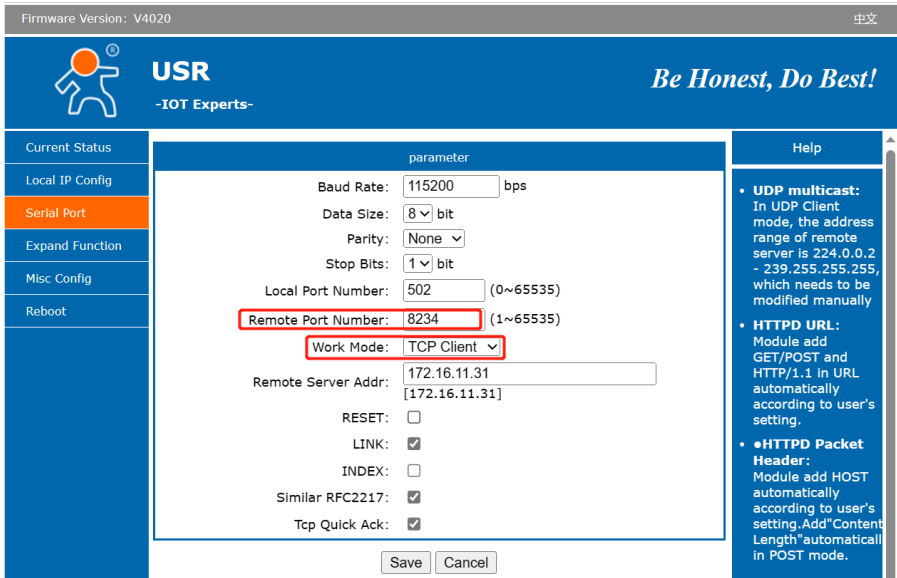 Firmware Version: V4020 中文
®
USR
-IOT Experts-
Be Honest, Do Best!
Current Status
Local IP Config
Serial Port
Expand Function
Misc Config
Reboot
parameter
Baud Rate: 115200 bps
Data Size: 8 bit
Parity: None
Stop Bits: 1 bit
Local Port Number: 502 (0~65535)
Remote Port Number: 8234 (1~65535)
Work Mode: TCP Client
Remote Server Addr: 172.16.11.31
[172.16.11.31]
RESET:
LINK:
INDEX:
Similar RFC2217:
Tcp Quick Ack:
Save Cancel
Help
• UDP multicast:
In UDP Client
mode, the address
range of remote
server is 224.0.0.2
- 239.255.255.255,
which needs to be
modified manually
• HTTPD URL:
Module add
GET/POST and
HTTP/1.1 in URL
automatically
according to user's
setting.
• ●HTTPD Packet
Header:
Module add HOST
automatically
according to user's
setting.Add"Content
Length"automaticall
in POST mode.